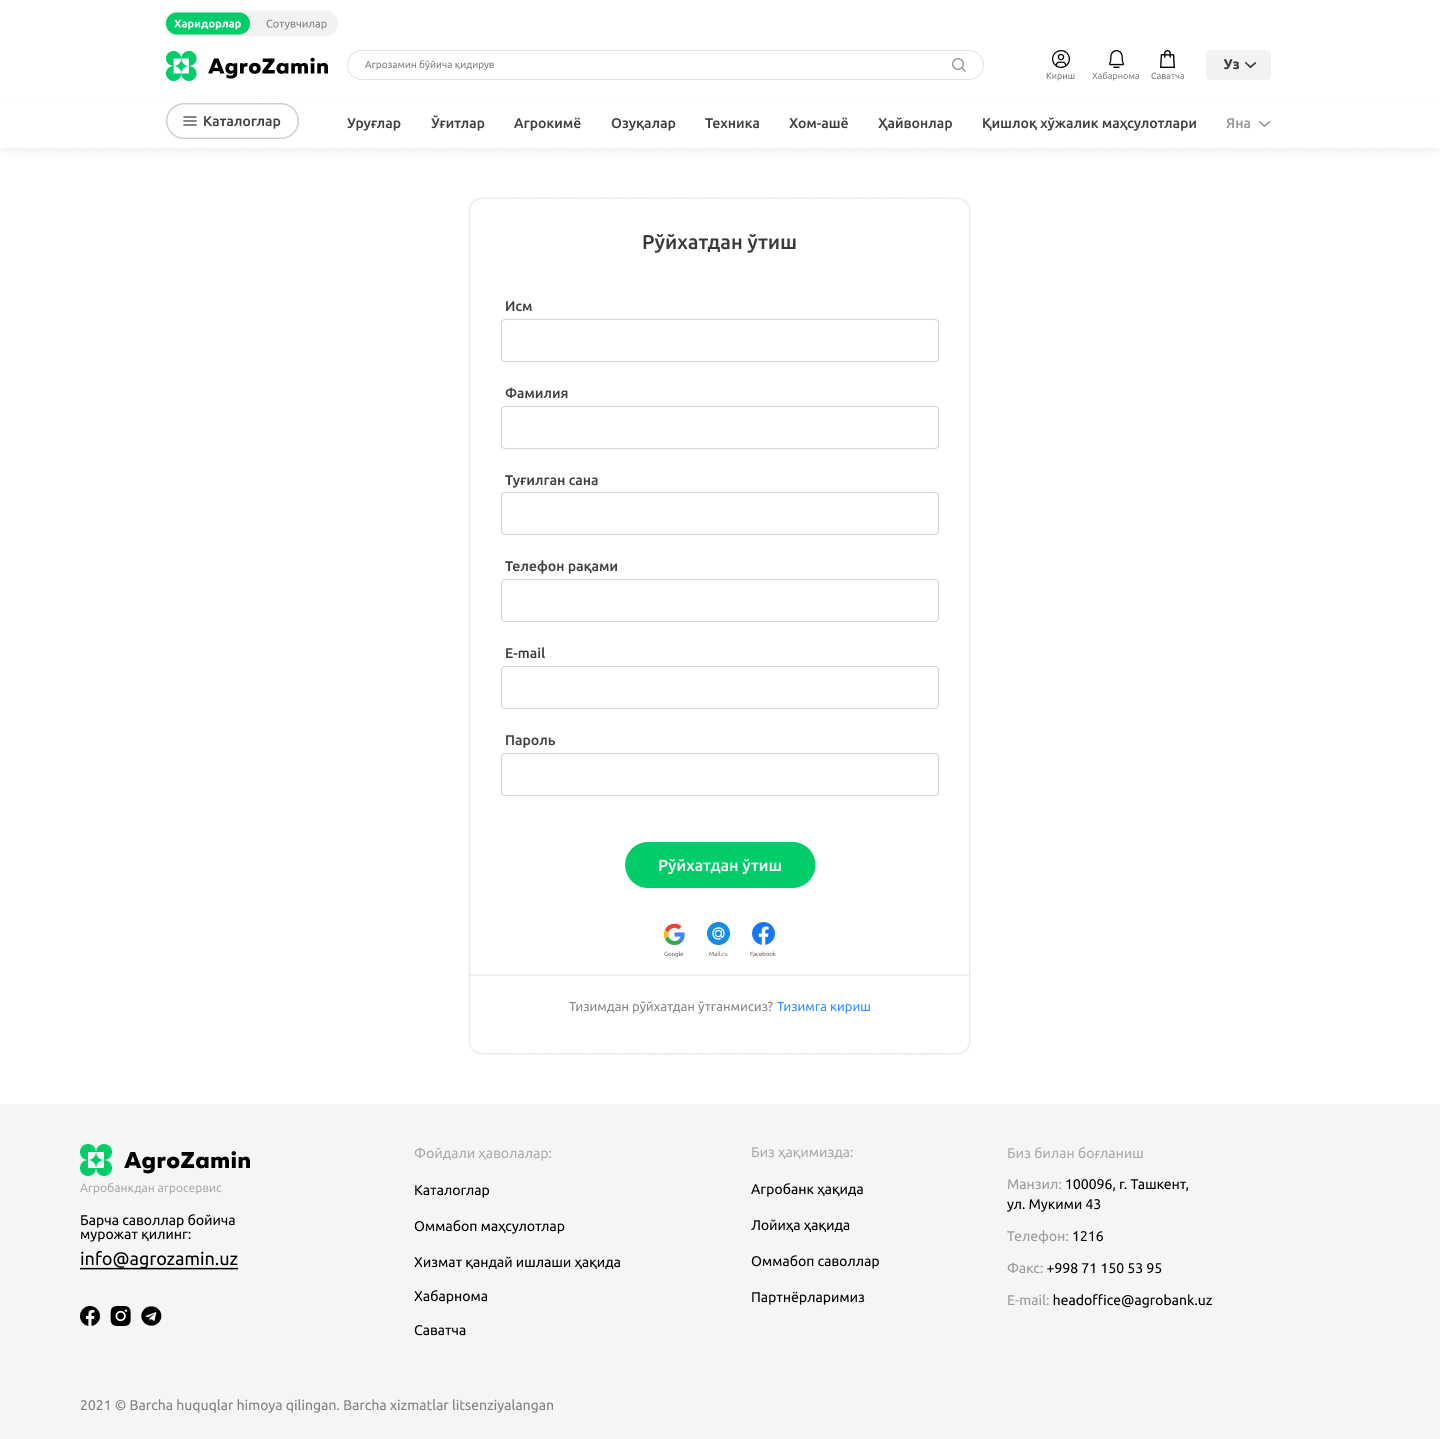 Харидорлар
Сотувчилар
AgroZamin
Агрозамин бўйича қидирув
Кириш
Хабарнома
Саватча
Уз
Каталоглар
Уруғлар
Ўғитлар
Агрокимё
Озуқалар
Техника
Хом-ашё
Ҳайвонлар
Қишлоқ хўжалик маҳсулотлари
Яна
Рўйхатдан ўтиш
Исм
Фамилия
Туғилган сана
Телефон рақами
E-mail
Пароль
Рўйхатдан ўтиш
Google
Mail.ru
Facebook
Тизимдан рўйхатдан ўтганмисиз? Тизимга кириш
AgroZamin
Агробанкдан агросервис
Барча саволлар бойича
мурожат қилинг:
info@agrozamin.uz
Фойдали ҳаволалар:
Каталоглар
Оммабоп маҳсулотлар
Хизмат қандай ишлаши ҳақида
Хабарнома
Саватча
Биз ҳақимизда:
Агробанк ҳақида
Лойиҳа ҳақида
Оммабоп саволлар
Партнёрларимиз
Биз билан боғланиш
Манзил: 100096, г. Ташкент,
ул. Мукими 43
Телефон: 1216
Факс: +998 71 150 53 95
E-mail: headoffice@agrobank.uz
2021 © Barcha huquqlar himoya qilingan. Barcha xizmatlar litsenziyalangan